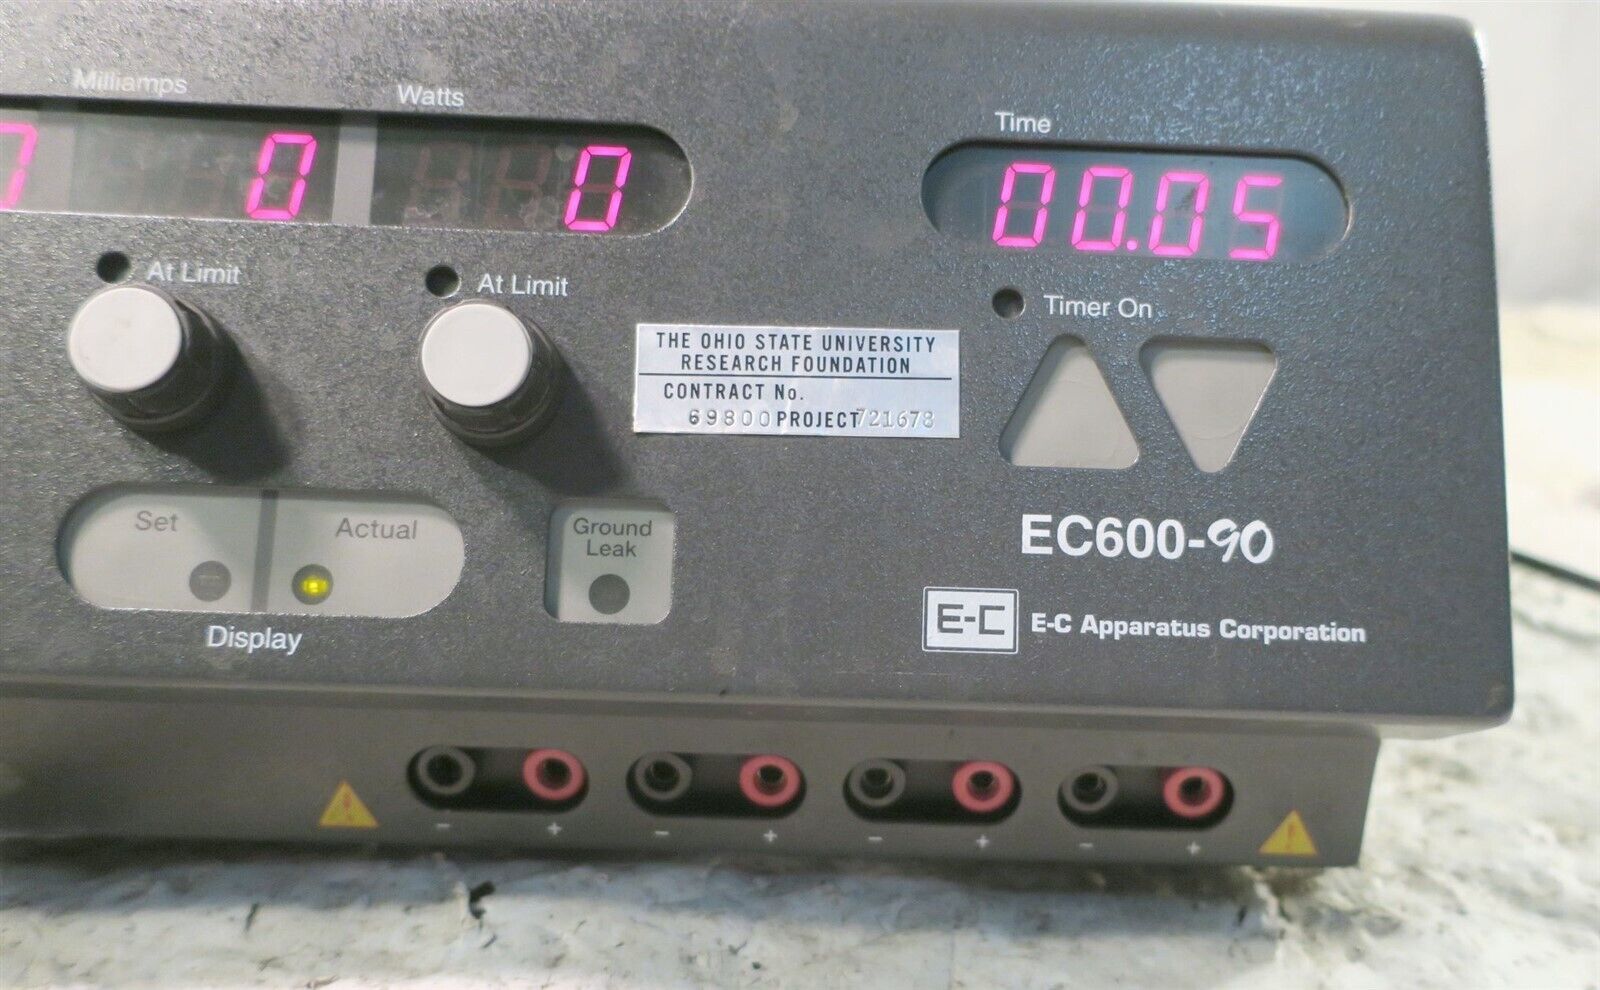 Milliamps
Watts
Time
7
0
0
00.05
At Limit
At Limit
Timer On
THE OHIO STATE UNIVERSITY
RESEARCH FOUNDATION
CONTRACT No.
69800 PROJECT 721678
Set
Actual
Ground
Leak
Display
EC600-90
E-C
E-C Apparatus Corporation
- + - + - + - +